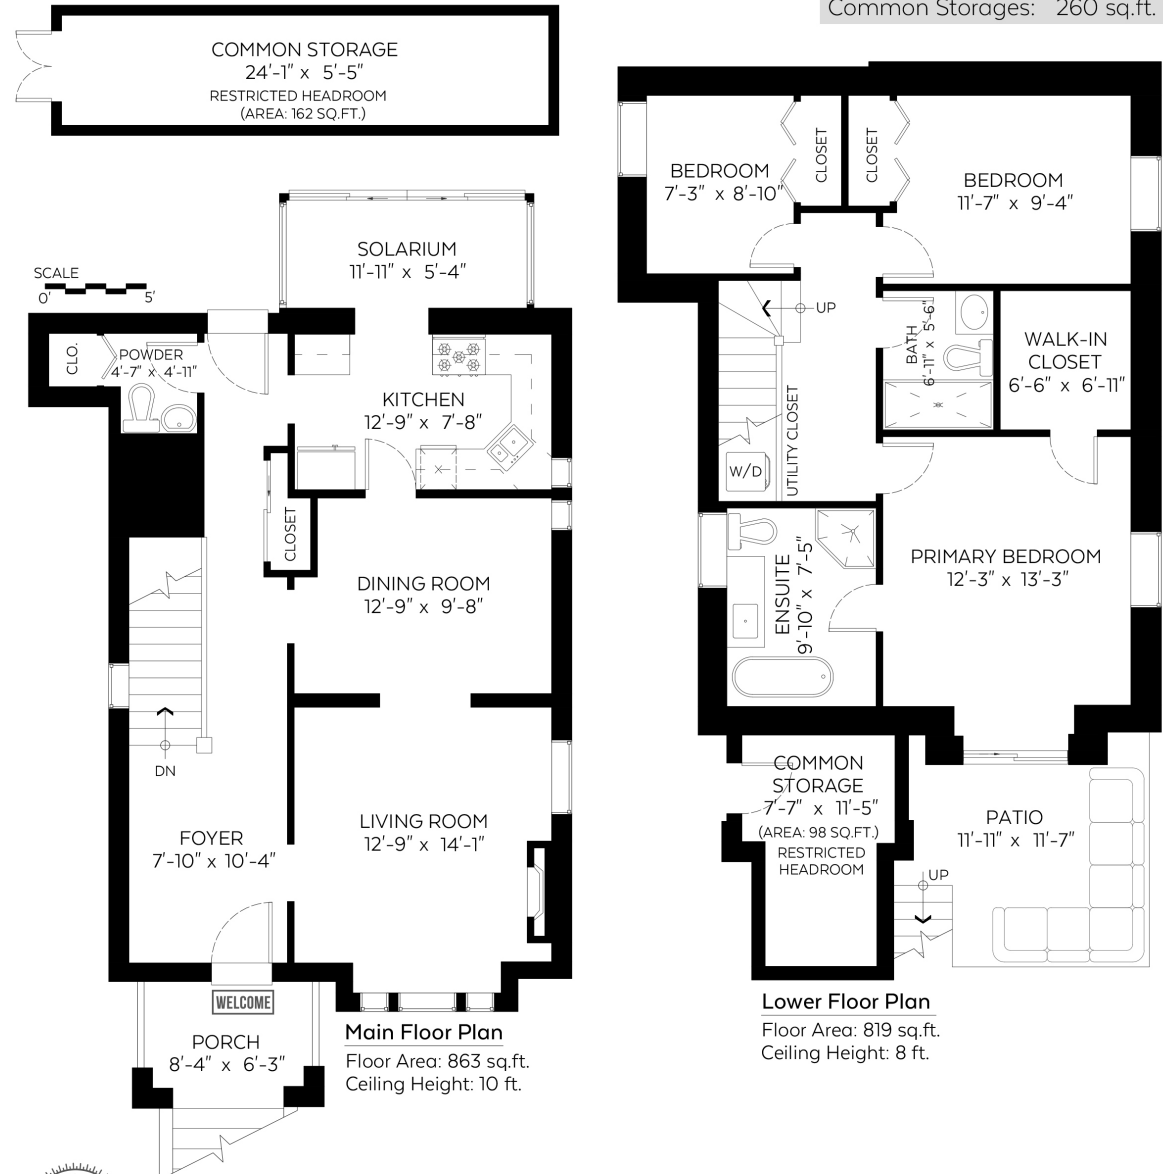 Common Storages: 260 sq.ft.
COMMON STORAGE
24'-1" x 5'-5"
RESTRICTED HEADROOM
(AREA: 162 SQ.FT.)
SOLARIUM
11'-11" x 5'-4"
SCALE
0' 5'
CLO.
POWDER
4'-7" x 4'-11"
KITCHEN
12'-9" x 7'-8"
CLOSET
DINING ROOM
12'-9" x 9'-8"
DN
LIVING ROOM
12'-9" x 14'-1"
FOYER
7'-10" x 10'-4"
WELCOME
PORCH
8'-4" x 6'-3"
Main Floor Plan
Floor Area: 863 sq.ft.
Ceiling Height: 10 ft.
BEDROOM
7'-3" x 8'-10"
CLOSET
CLOSET
BEDROOM
11'-7" x 9'-4"
UP
BATH
6'-11" x 5'-6"
WALK-IN
CLOSET
6'-6" x 6'-11"
UTILITY CLOSET
W/D
ENSUITE
9'-10" x 7'-5"
PRIMARY BEDROOM
12'-3" x 13'-3"
COMMON
STORAGE
7'-7" x 11'-5"
(AREA: 98 SQ.FT.)
RESTRICTED
HEADROOM
PATIO
11'-11" x 11'-7"
UP
Lower Floor Plan
Floor Area: 819 sq.ft.
Ceiling Height: 8 ft.